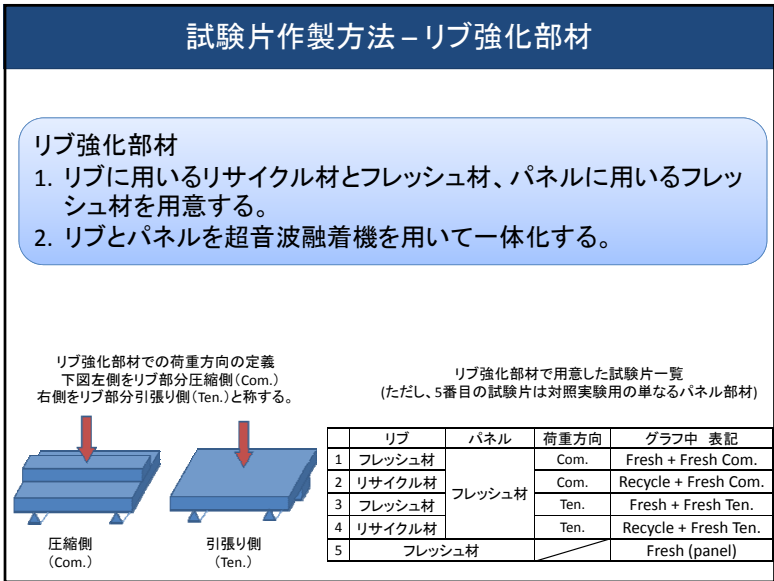 試験片作製方法 – リブ強化部材
リブ強化部材
1. リブに用いるリサイクル材とフレッシュ材、パネルに用いるフレッ
シュ材を用意する。
2. リブとパネルを超音波融着機を用いて一体化する。
リブ強化部材での荷重方向の定義
下図左側をリブ部分圧縮側(Com.)
右側をリブ部分引張り側(Ten.)と称する。
圧縮側
(Com.)
引張り側
(Ten.)
リブ強化部材で用意した試験片一覧
(ただし、5番目の試験片は対照実験用の単なるパネル部材)
リブ パネル 荷重方向 グラフ中 表記
1 フレッシュ材 フレッシュ材 Com. Fresh + Fresh Com.
2 リサイクル材 Com. Recycle + Fresh Com.
3 フレッシュ材 Ten. Fresh + Fresh Ten.
4 リサイクル材 Ten. Recycle + Fresh Ten.
5 フレッシュ材 Fresh (panel)